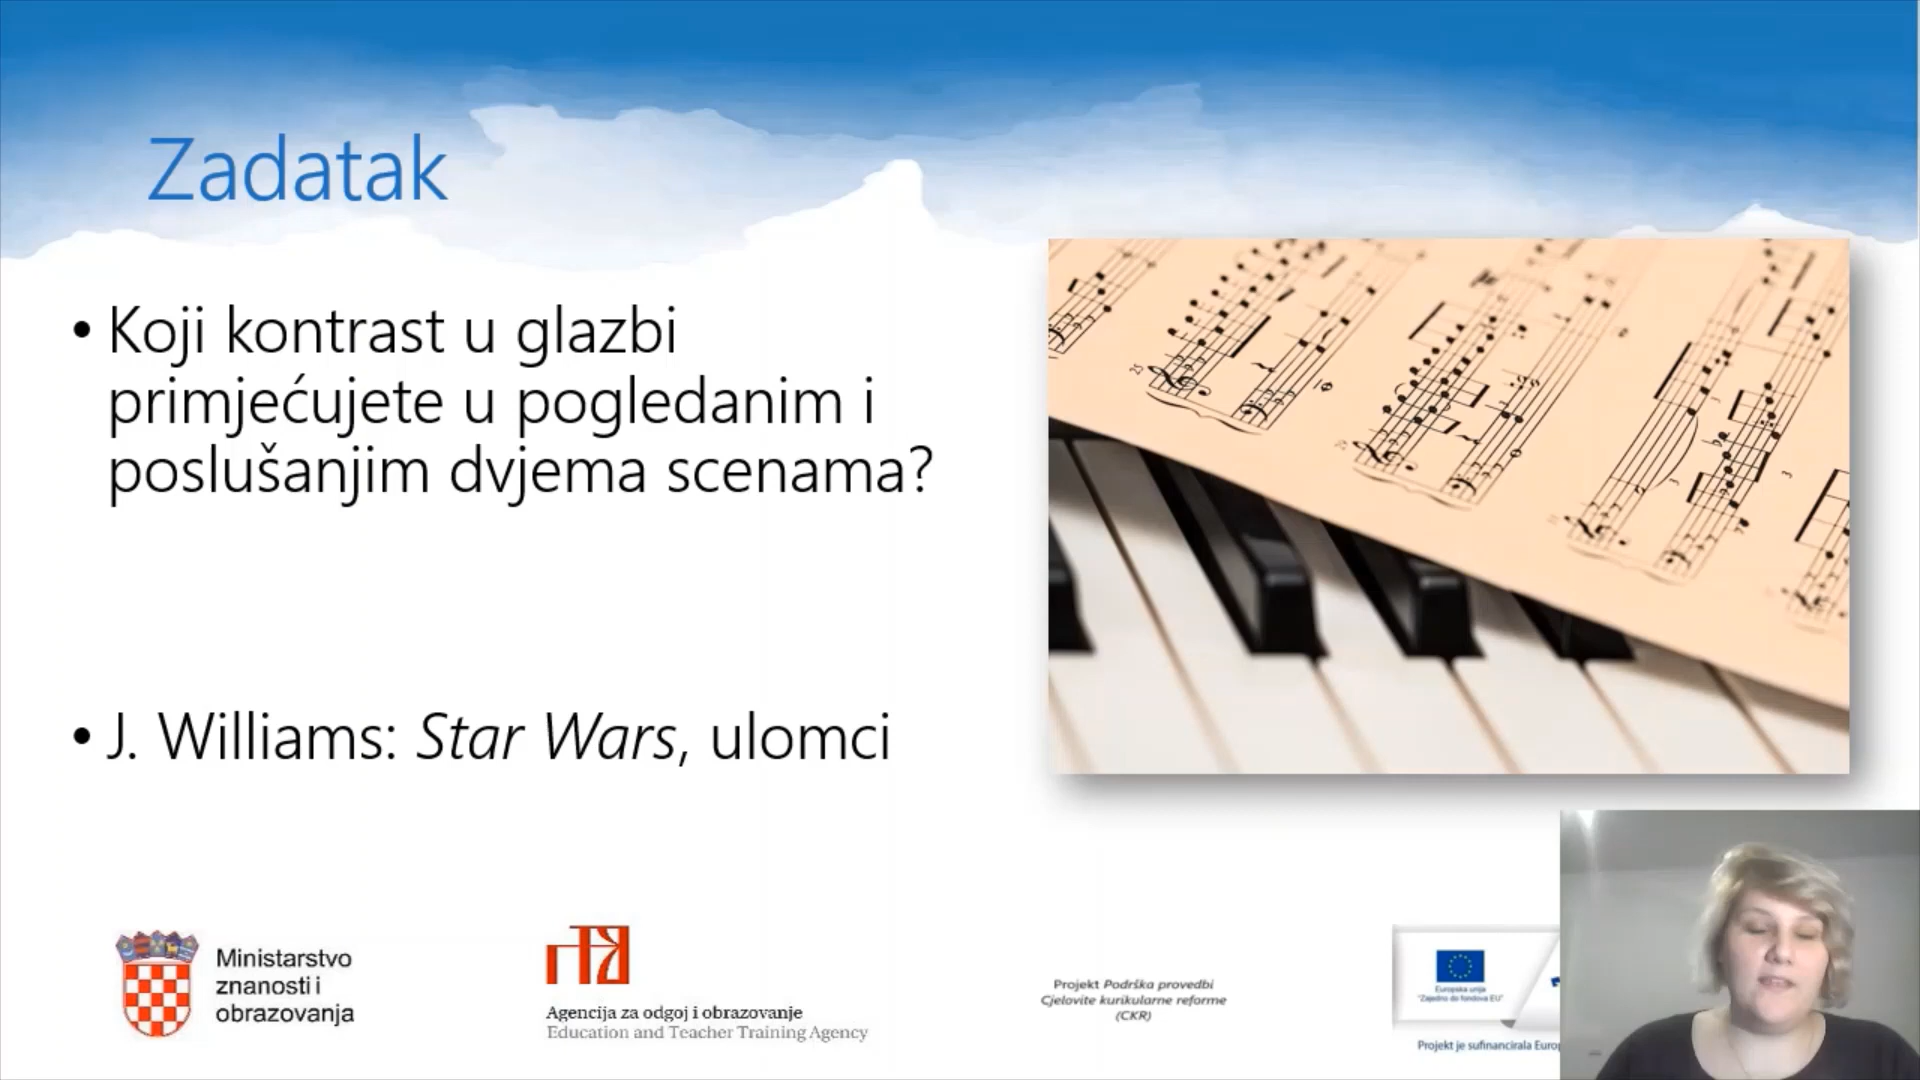 Zadatak
• Koji kontrast u glazbi
primjećujete u pogledanim i
poslušanjim dvjema scenama?
• J. Williams: Star Wars, ulomci
Ministarstvo
znanosti i
obrazovanja
Agencija za odgoj i obrazovanje
Education and Teacher Training Agency
Projekt Podrška provedbi
Cjelovite kurikularne reforme
(CKR)
Europska unija
"Zajedno do fondova EU"
Projekt je sufinancirala Europ